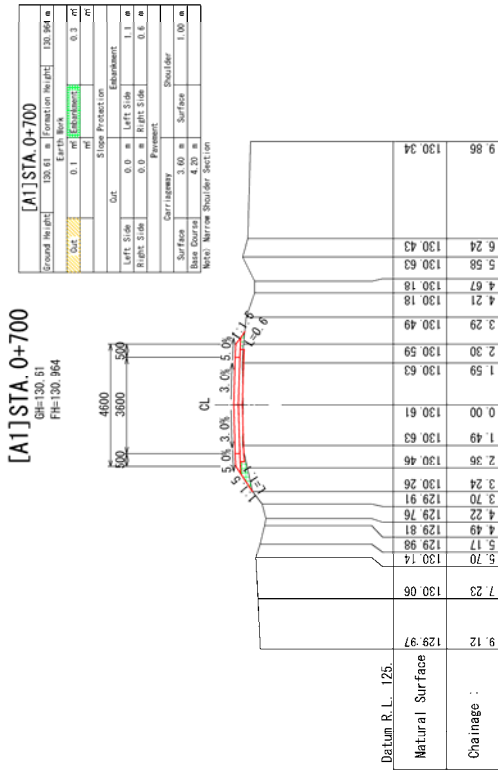 [A1]STA. 0+700
GH=130.61
FH=130.964
[A1]STA. 0+700
Ground Height 130.61 m Formation Height 130.964 m
Earth Work
Cut 0.1 ㎡ Embankment 0.3 ㎡
㎡ ㎡
Slope Protection
Cut Embankment
Left Side 0.0 m Left Side 1.1 m
Right Side 0.0 m Right Side 0.6 m
Pavement
Carriageway Shoulder
Surface 3.60 m Surface 1.00 m
Base Course 4.20 m
Note) Narrow Shoulder Section
4600
500 3600 500
CL
5.0% 3.0% 3.0% 5.0%
1:1.5
L=1.1
L=0.6
Datum R.L. 125.
Natural Surface 129.97 130.06 130.14 129.98 129.81 129.76 129.91 130.26 130.46 130.63 130.61 130.63 130.59 130.49 130.18 130.18 130.63 130.43 130.34
Chainage : 9.12 7.23 5.70 5.17 4.49 4.22 3.70 3.24 2.36 1.49 0.00 1.59 2.30 3.29 4.21 4.67 5.58 6.24 9.86